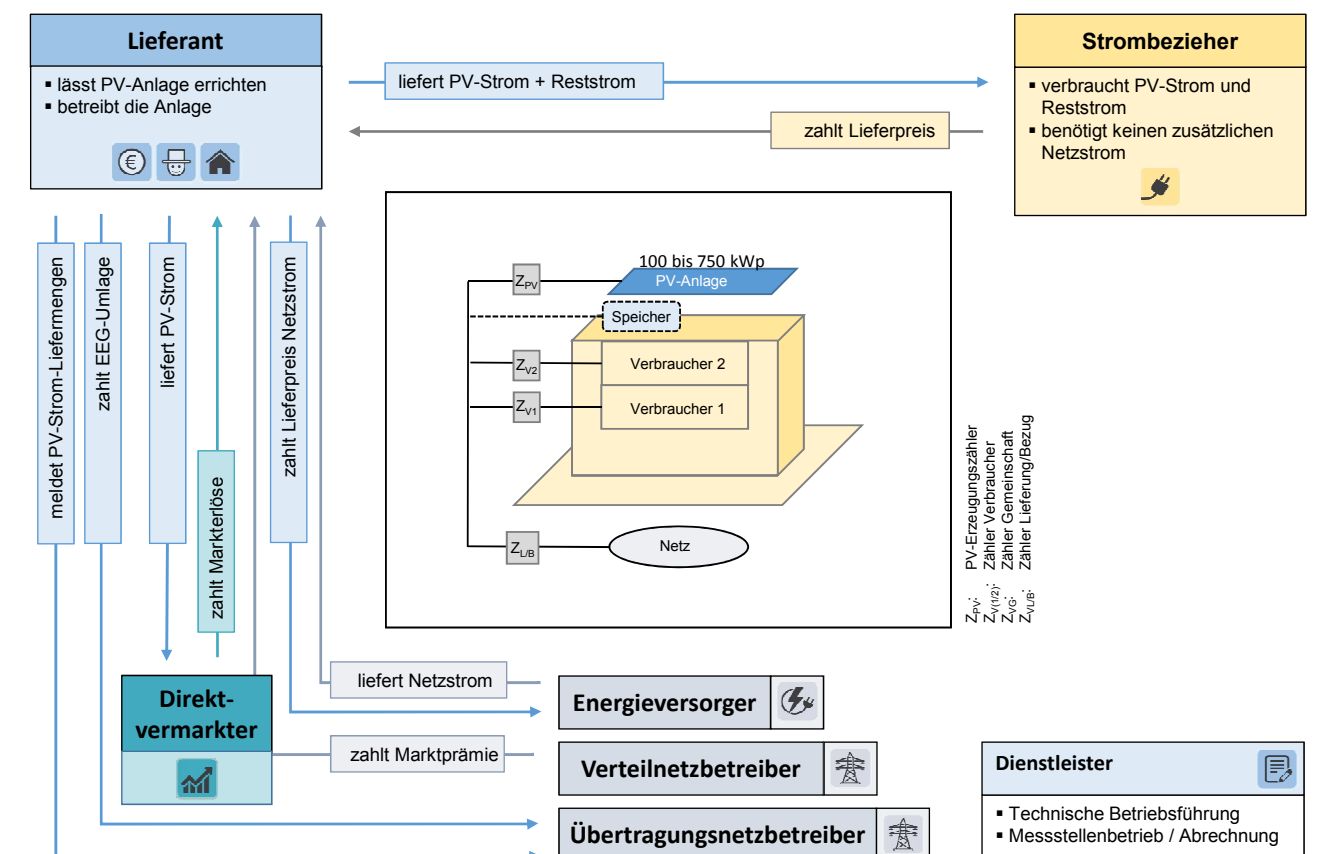 Lieferant
▪ lässt PV-Anlage errichten
▪ betreibt die Anlage
liefert PV-Strom + Reststrom
zahlt Lieferpreis
Strombezieher
▪ verbraucht PV-Strom und
Reststrom
▪ benötigt keinen zusätzlichen
Netzstrom
meldet PV-Strom-Liefermengen
zahlt EEG-Umlage
liefert PV-Strom
zahlt Markterlöse
zahlt Lieferpreis Netzstrom
100 bis 750 kWp
PV-Anlage
Z_PV
Speicher
Z_V2
Verbraucher 2
Z_V1
Verbraucher 1
Z_L/B
Netz
Z_PV: PV-Erzeugungszähler
Z_V(1/2): Zähler Verbraucher
Z_VG: Zähler Gemeinschaft
Z_VL/B: Zähler Lieferung/Bezug
Direkt-
vermarkter
liefert Netzstrom
Energieversorger
zahlt Marktprämie
Verteilnetzbetreiber
Übertragungsnetzbetreiber
Dienstleister
▪ Technische Betriebsführung
▪ Messstellenbetrieb / Abrechnung